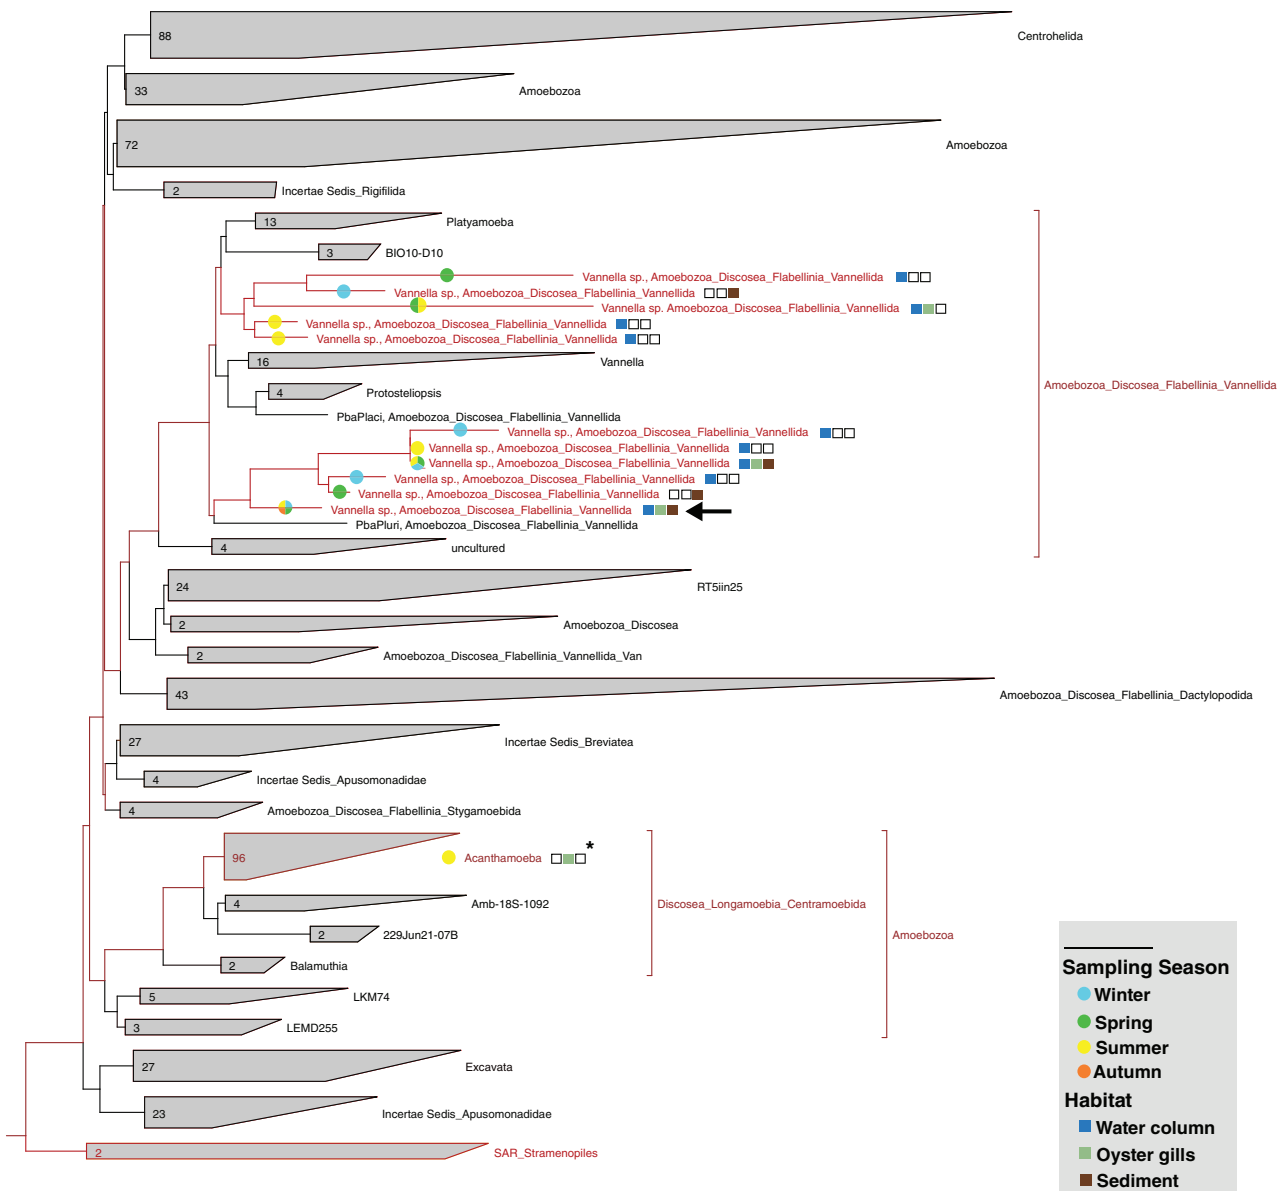 88
Centrohelida
33
Amoebozoa
72
Amoebozoa
2
Incertae Sedis_Rigifilida
13
Platyamoeba
3
BIO10-D10
Vannella sp., Amoebozoa_Discosea_Flabellinia_Vannellida
Vannella sp., Amoebozoa_Discosea_Flabellinia_Vannellida
Vannella sp. Amoebozoa_Discosea_Flabellinia_Vannellida
Vannella sp., Amoebozoa_Discosea_Flabellinia_Vannellida
Vannella sp., Amoebozoa_Discosea_Flabellinia_Vannellida
16
Vannella
Amoebozoa_Discosea_Flabellinia_Vannellida
4
Protosteliopsis
PbaPlaci, Amoebozoa_Discosea_Flabellinia_Vannellida
Vannella sp., Amoebozoa_Discosea_Flabellinia_Vannellida
Vannella sp., Amoebozoa_Discosea_Flabellinia_Vannellida
Vannella sp., Amoebozoa_Discosea_Flabellinia_Vannellida
Vannella sp., Amoebozoa_Discosea_Flabellinia_Vannellida
Vannella sp., Amoebozoa_Discosea_Flabellinia_Vannellida
Vannella sp., Amoebozoa_Discosea_Flabellinia_Vannellida
PbaPluri, Amoebozoa_Discosea_Flabellinia_Vannellida
4
uncultured
24
RT5iin25
2
Amoebozoa_Discosea
2
Amoebozoa_Discosea_Flabellinia_Vannellida_Van
43
Amoebozoa_Discosea_Flabellinia_Dactylopodida
27
Incertae Sedis_Breviatea
4
Incertae Sedis_Apusomonadidae
4
Amoebozoa_Discosea_Flabellinia_Stygamoebida
96
Acanthamoeba
*
4
Amb-18S-1092
Discosea_Longamoebia_Centramoebida
2
229Jun21-07B
Amoebozoa
2
Balamuthia
5
LKM74
3
LEMD255
27
Excavata
23
Incertae Sedis_Apusomonadidae
2
SAR_Stramenopiles
Sampling Season
Winter
Spring
Summer
Autumn
Habitat
Water column
Oyster gills
Sediment